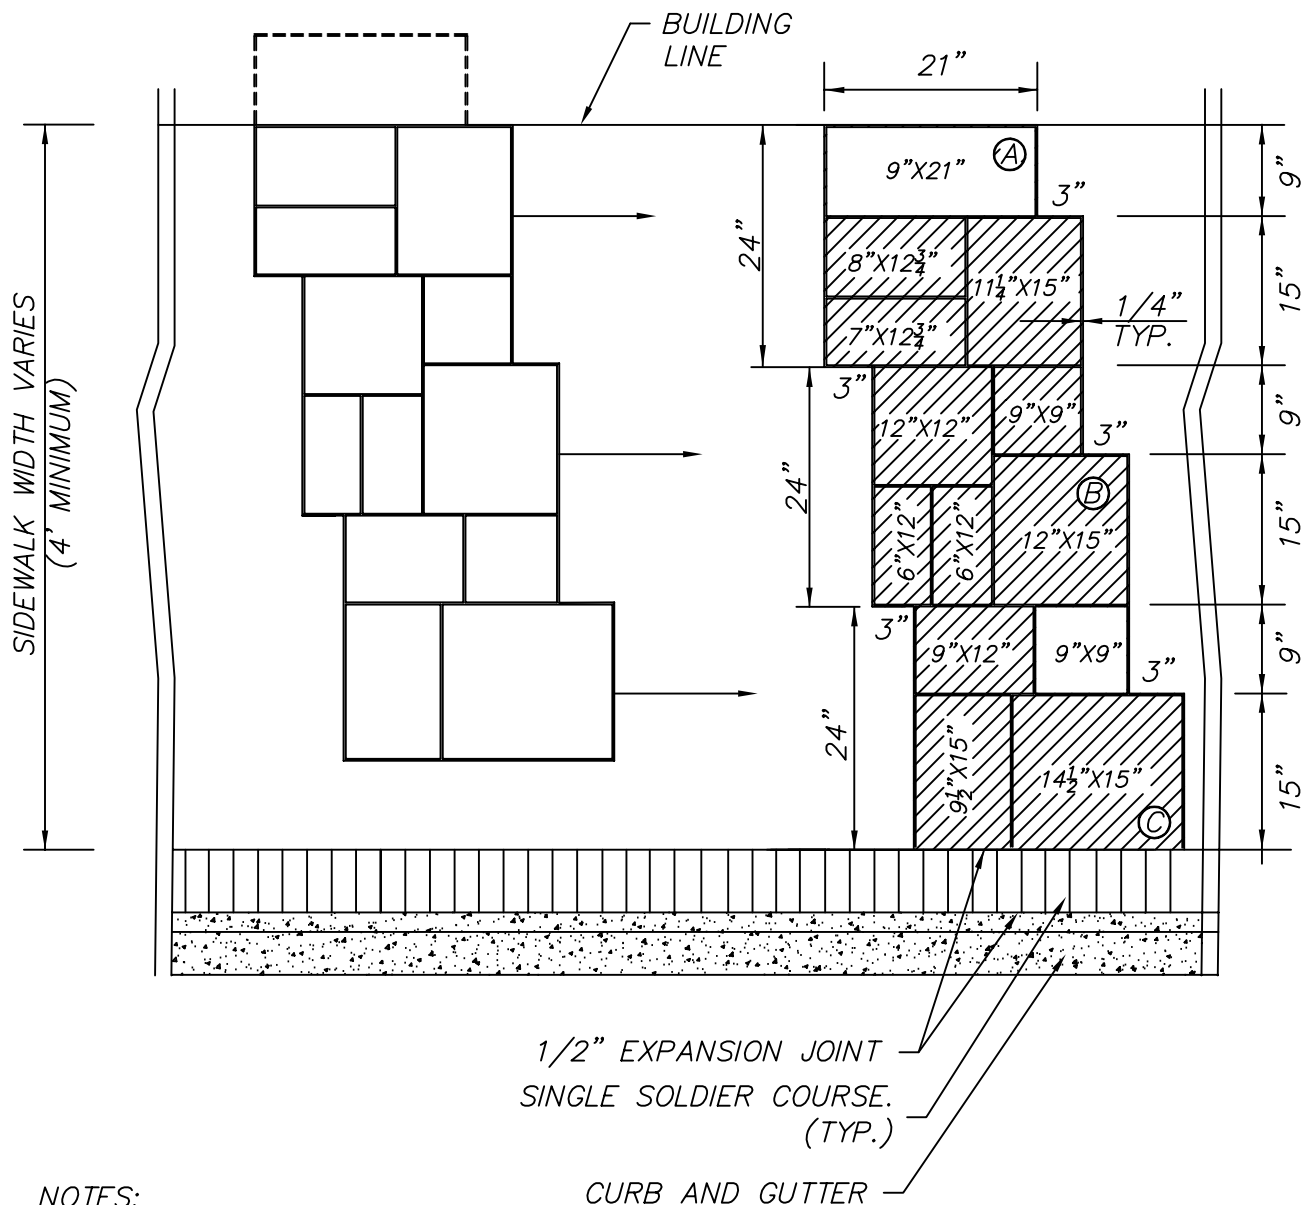 BUILDING
LINE
21"
9"X21" A
3"
9"
24"
8"X12¾"
11¼"X15"
7"X12¾"
15"
1/4"
TYP.
3"
12"X12"
9"X9"
9"
3"
24"
B
6"X12"
6"X12"
12"X15"
15"
3"
9"X12"
9"X9"
9"
3"
24"
9½"X15"
14½"X15"
C
15"
SIDEWALK WIDTH VARIES
(4' MINIMUM)
1/2" EXPANSION JOINT
SINGLE SOLDIER COURSE.
(TYP.)
CURB AND GUTTER
NOTES: